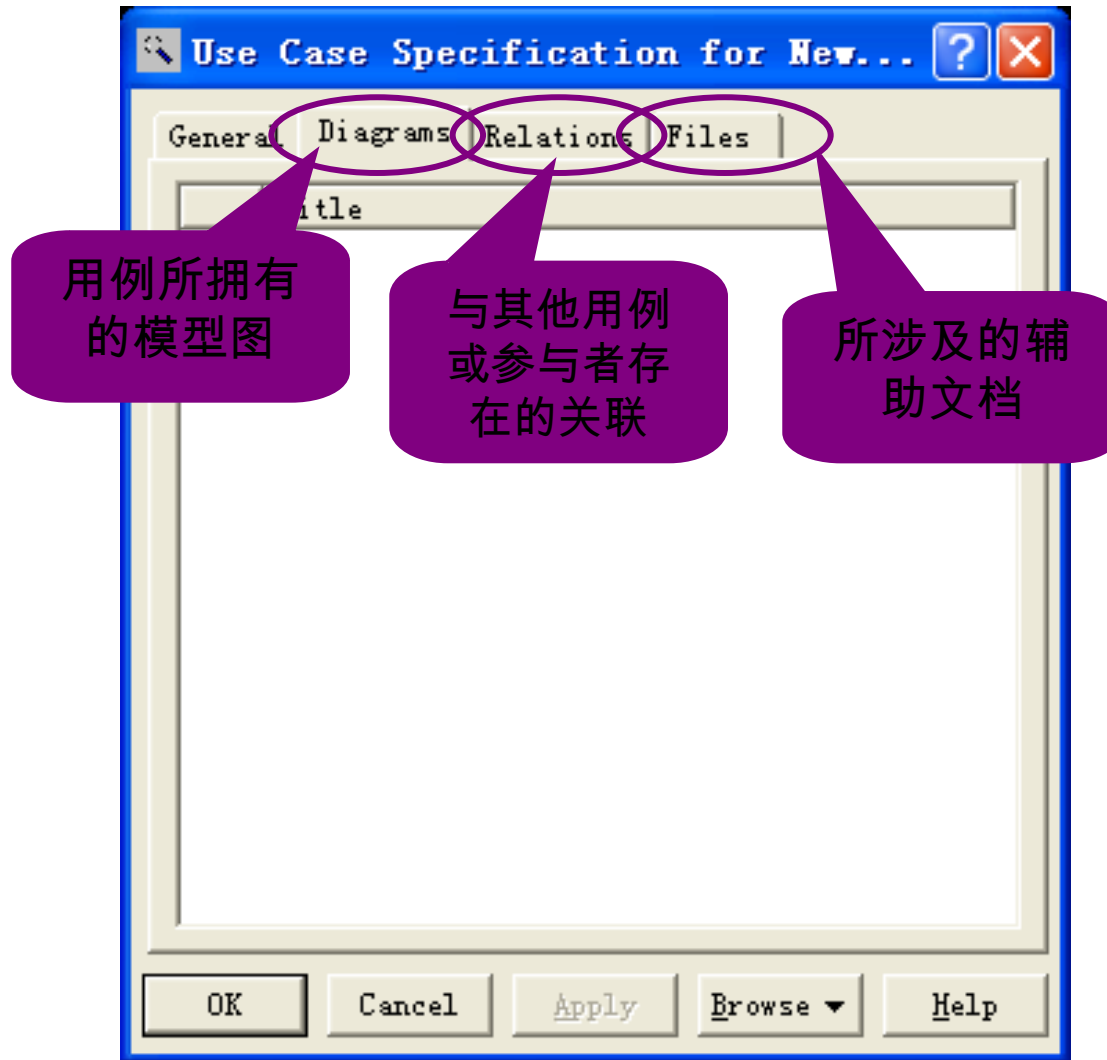 Use Case Specification for New...
General Diagrams Relations Files
itle
用例所拥有
的模型图
与其他用例
或参与者存
在的关联
所涉及的辅
助文档
OK Cancel Apply Browse Help